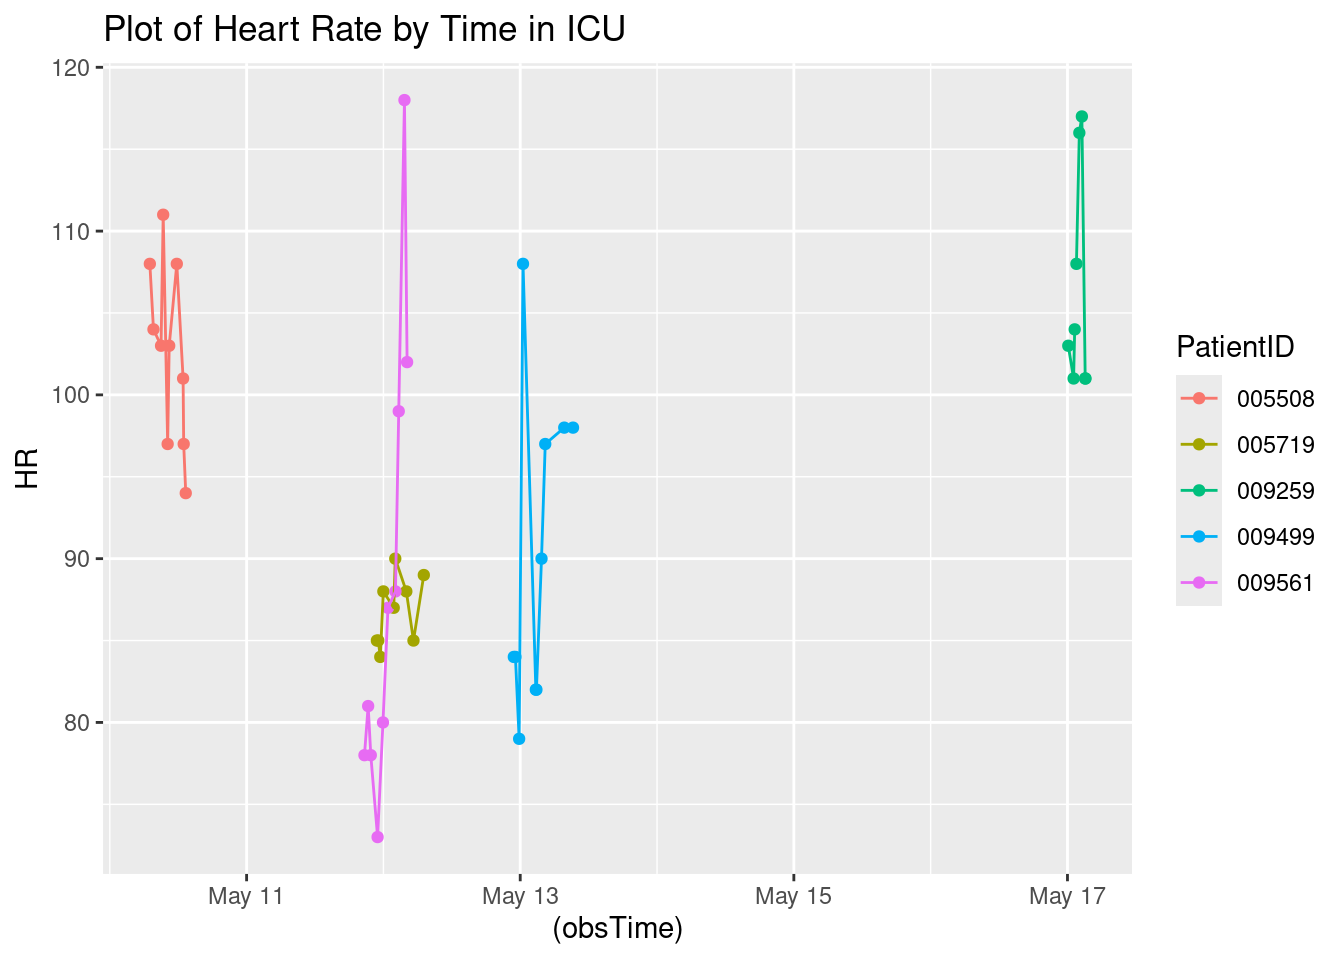 Plot of Heart Rate by Time in ICU
120
110
100
90
80
HR
May 11
May 13
May 15
May 17
(obsTime)
PatientID
005508
005719
009259
009499
009561